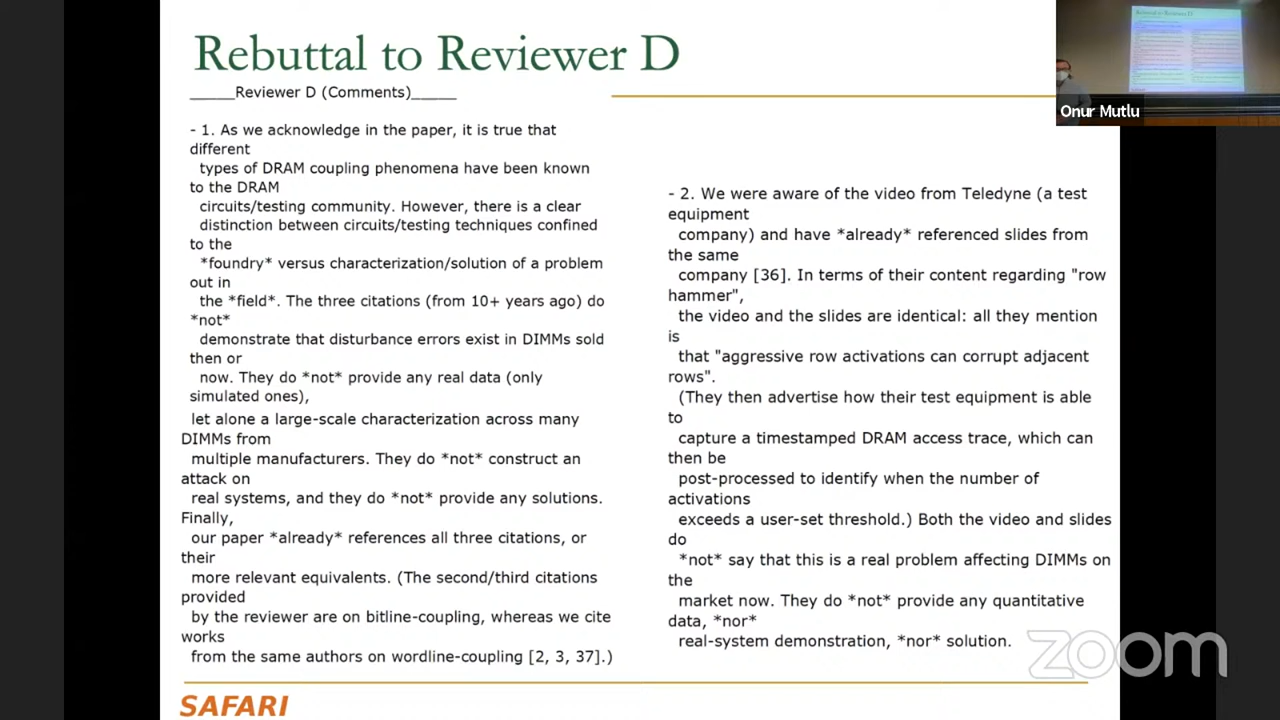 Rebuttal to Reviewer D
_____Reviewer D (Comments)_____
- 1. As we acknowledge in the paper, it is true that
different
types of DRAM coupling phenomena have been known
to the DRAM
circuits/testing community. However, there is a clear
distinction between circuits/testing techniques confined
to the
*foundry* versus characterization/solution of a problem
out in
the *field*. The three citations (from 10+ years ago) do
*not*
demonstrate that disturbance errors exist in DIMMs sold
then or
now. They do *not* provide any real data (only
simulated ones),
let alone a large-scale characterization across many
DIMMs from
multiple manufacturers. They do *not* construct an
attack on
real systems, and they do *not* provide any solutions.
Finally,
our paper *already* references all three citations, or
their
more relevant equivalents. (The second/third citations
provided
by the reviewer are on bitline-coupling, whereas we cite
works
from the same authors on wordline-coupling [2, 3, 37].)
- 2. We were aware of the video from Teledyne (a test
equipment
company) and have *already* referenced slides from
the same
company [36]. In terms of their content regarding "row
hammer",
the video and the slides are identical: all they mention
is
that "aggressive row activations can corrupt adjacent
rows".
(They then advertise how their test equipment is able
to
capture a timestamped DRAM access trace, which can
then be
post-processed to identify when the number of
activations
exceeds a user-set threshold.) Both the video and slides
do
*not* say that this is a real problem affecting DIMMs on
the
market now. They do *not* provide any quantitative
data, *nor*
real-system demonstration, *nor* solution.
SAFARI
Onur Mutlu
zoom